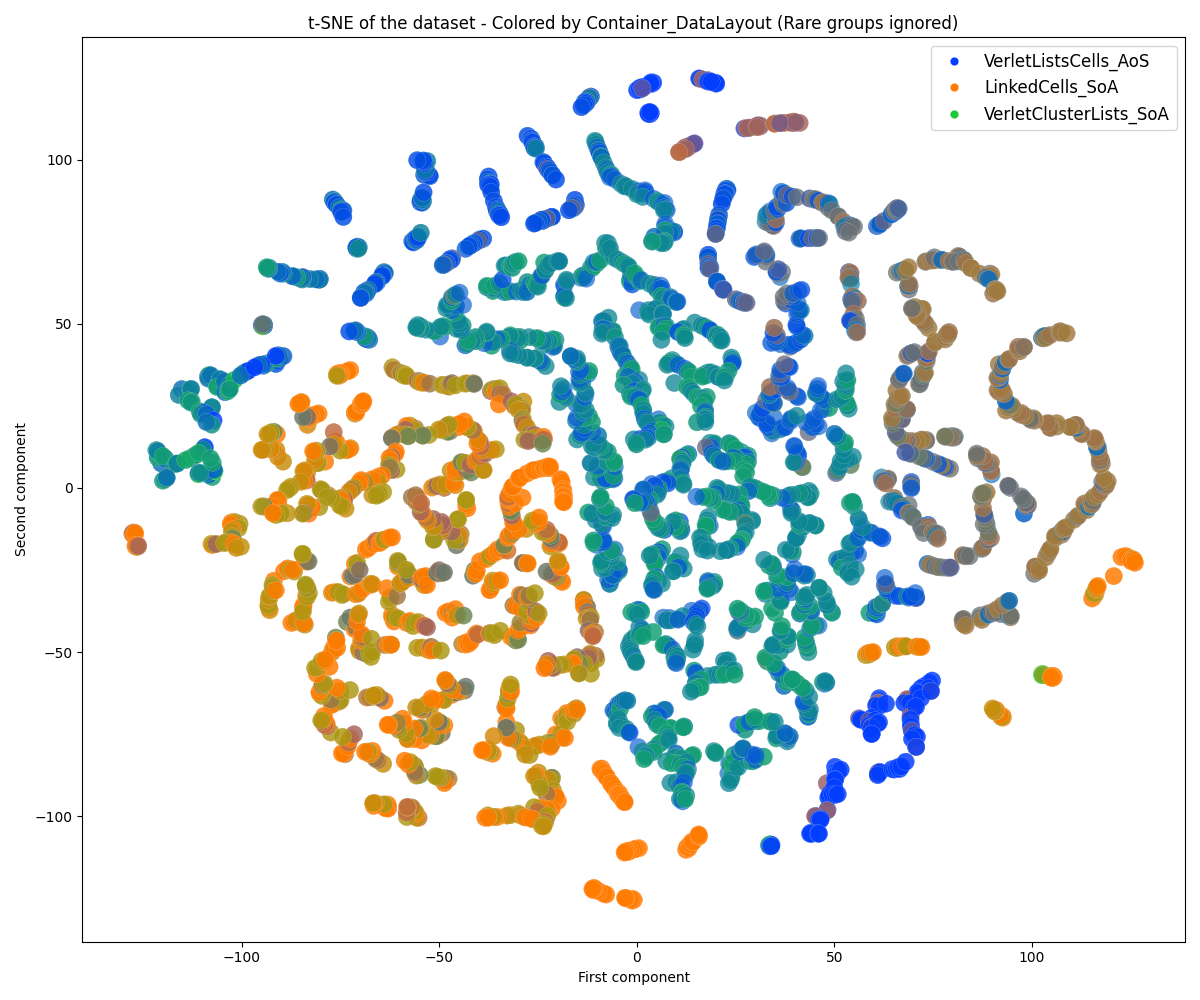 t-SNE of the dataset - Colored by Container_DataLayout (Rare groups ignored)
VerletListsCells_AoS
LinkedCells_SoA
VerletClusterLists_SoA
100
50
0
−50
−100
Second component
−100
−50
0
50
100
First component